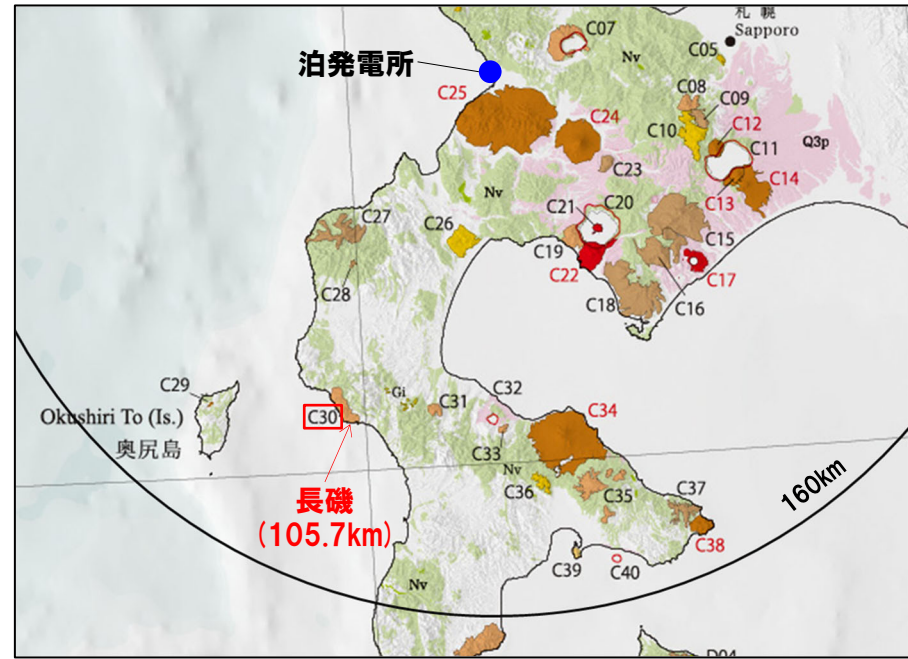 札幌
Sapporo
C07
Nv
C05
泊発電所
C25
C24
C08
C09
C10
C12
C11
Q3p
C23
C14
C13
Nv
C27
C26
C21
C20
C19
C15
C22
C17
C28
C18
C16
C29
Okushiri To (Is.)
奥尻島
C30
Gi
C31
C32
C34
C33
Nv
C36
C35
C37
160km
長磯
(105.7km)
C38
C39
C40
Nv
D04